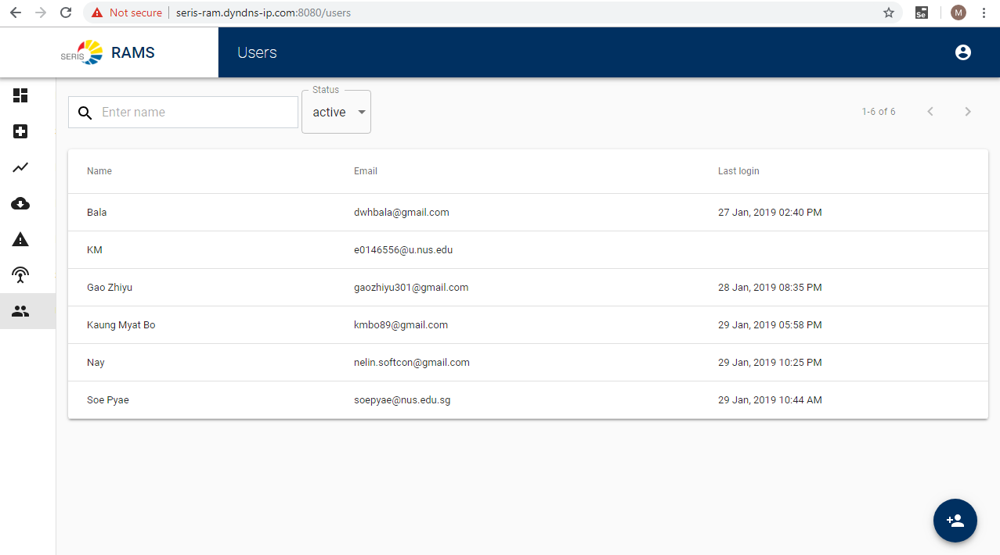 Not secure seris-ram.dyndns-ip.com:8080/users Se M
SERIS RAMS Users
Status
Enter name active 1-6 of 6
Name Email Last login
Bala dwhbala@gmail.com 27 Jan, 2019 02:40 PM
KM e0146556@u.nus.edu
Gao Zhiyu gaozhiyu301@gmail.com 28 Jan, 2019 08:35 PM
Kaung Myat Bo kmbo89@gmail.com 29 Jan, 2019 05:58 PM
Nay nelin.softcon@gmail.com 29 Jan, 2019 10:25 PM
Soe Pyae soepyae@nus.edu.sg 29 Jan, 2019 10:44 AM